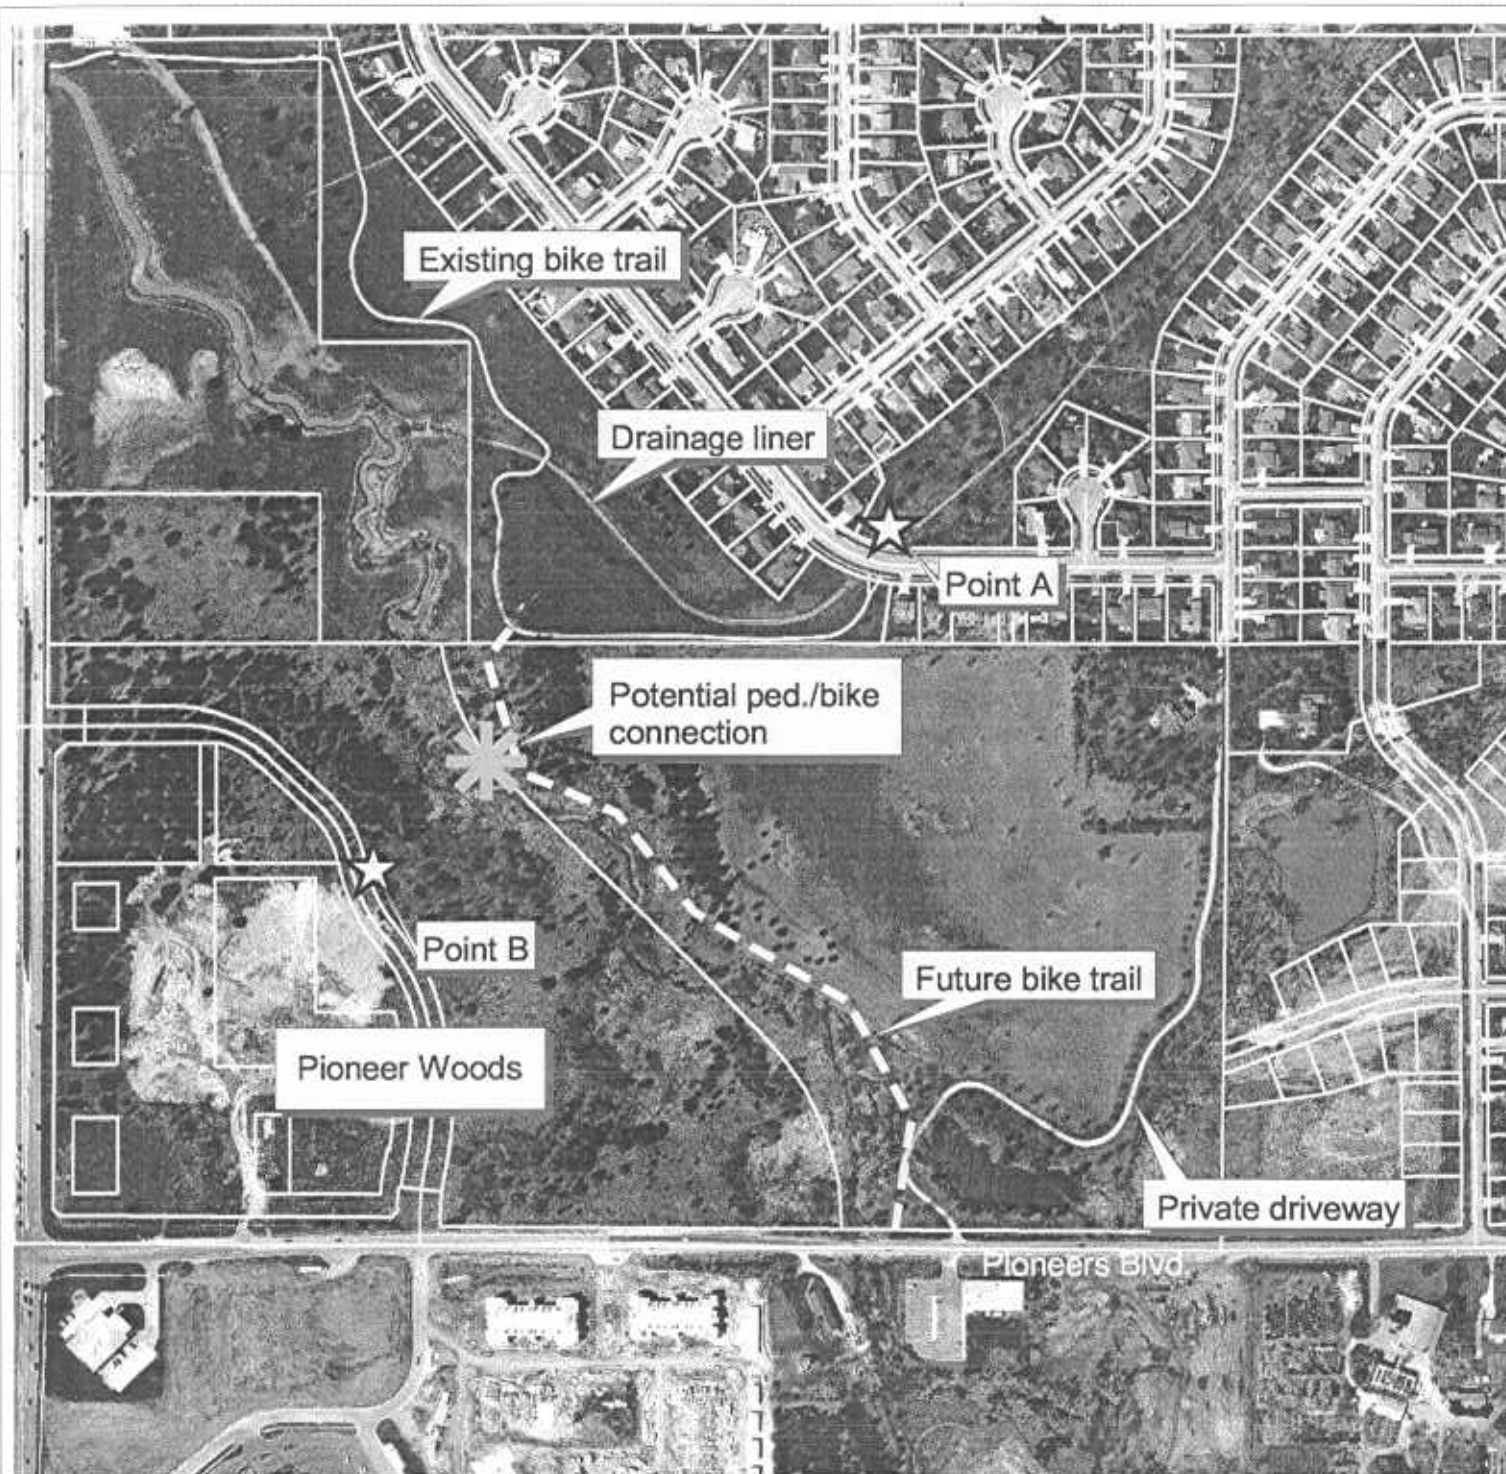 Existing bike trail
Drainage liner
Point A
Potential ped./bike
connection
Point B
Future bike trail
Pioneer Woods
Private driveway
Pioneers Blvd.